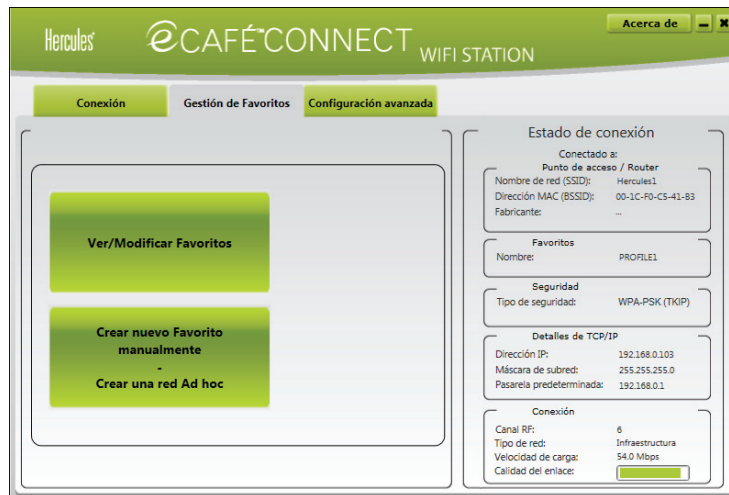 Hercules
eCAFÉ™CONNECT WIFI STATION
Acerca de
Conexión
Gestión de Favoritos
Configuración avanzada
Ver/Modificar Favoritos
Crear nuevo Favorito
manualmente
-
Crear una red Ad hoc
Estado de conexión
Conectado a:
Punto de acceso / Router
Nombre de red (SSID): Hercules1
Dirección MAC (BSSID): 00-1C-F0-C5-41-B3
Fabricante: ...
Favoritos
Nombre: PROFILE1
Seguridad
Tipo de seguridad: WPA-PSK (TKIP)
Detalles de TCP/IP
Dirección IP: 192.168.0.103
Máscara de subred: 255.255.255.0
Pasarela predeterminada: 192.168.0.1
Conexión
Canal RF: 6
Tipo de red: Infraestructura
Velocidad de carga: 54.0 Mbps
Calidad del enlace: